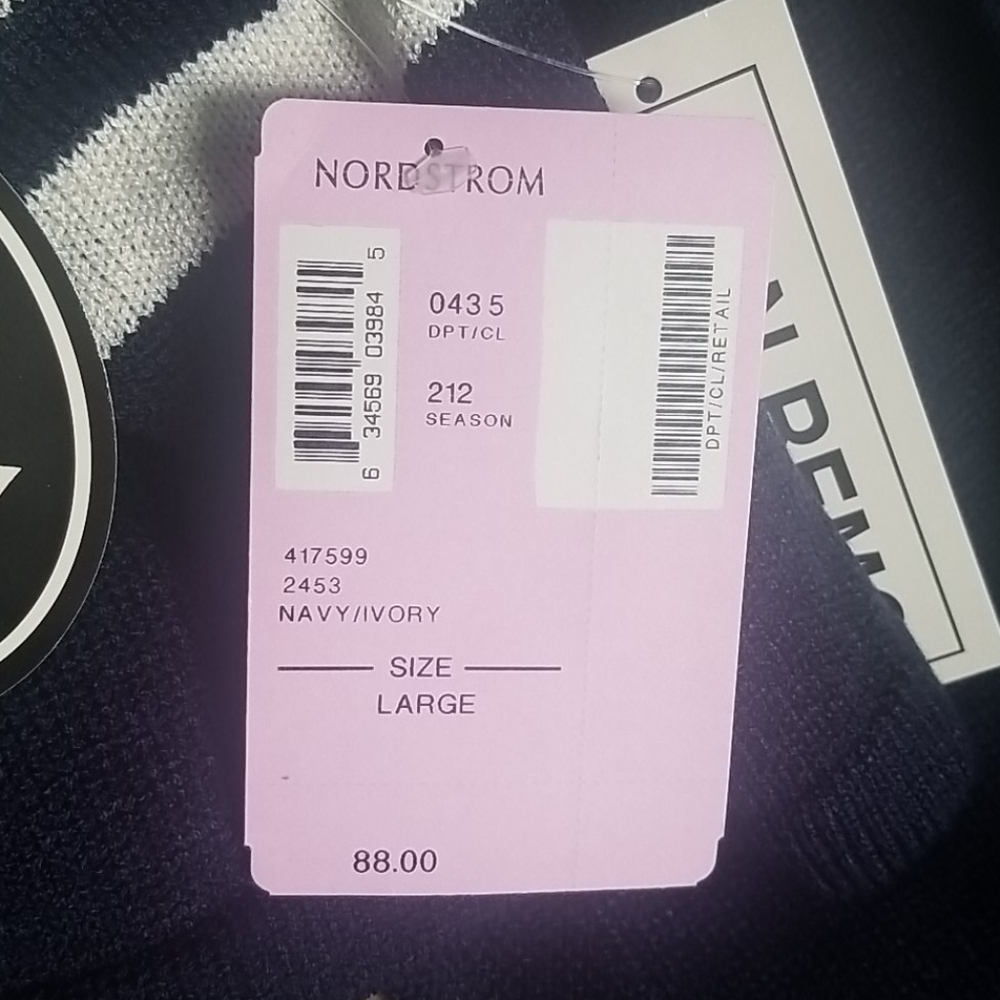 NORDSTROM
6 34569 03984 5
0435
DPT/CL
212
SEASON
DPT/CL/RETAIL
417599
2453
NAVY/IVORY
SIZE
LARGE
88.00